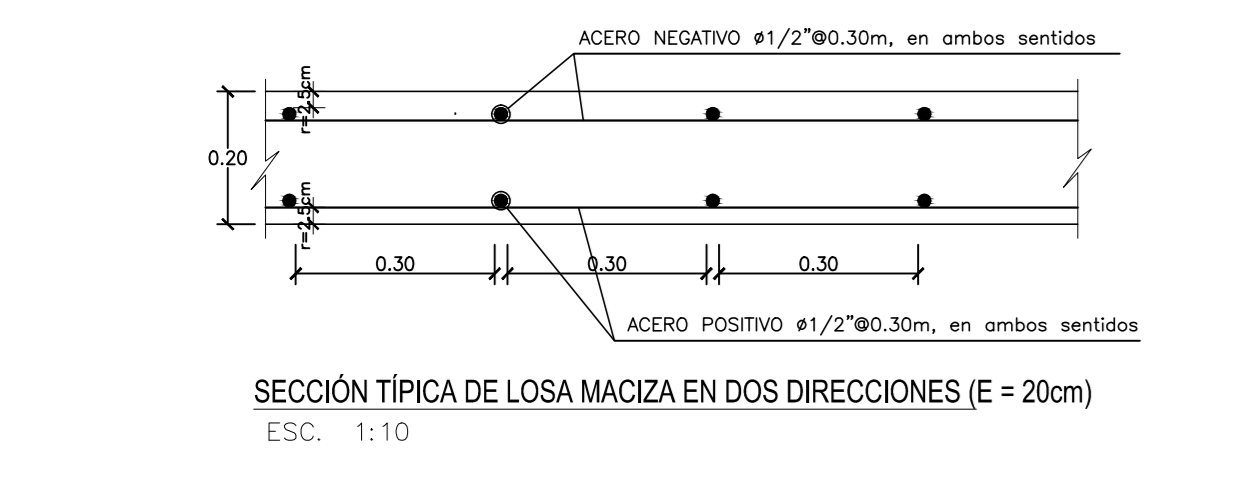 ACERO NEGATIVO ø1/2"@0.30m, en ambos sentidos
r=2.5cm
0.20
r=2.5cm
0.30
0.30
0.30
ACERO POSITIVO ø1/2"@0.30m, en ambos sentidos
SECCIÓN TÍPICA DE LOSA MACIZA EN DOS DIRECCIONES (E = 20cm)
ESC. 1:10